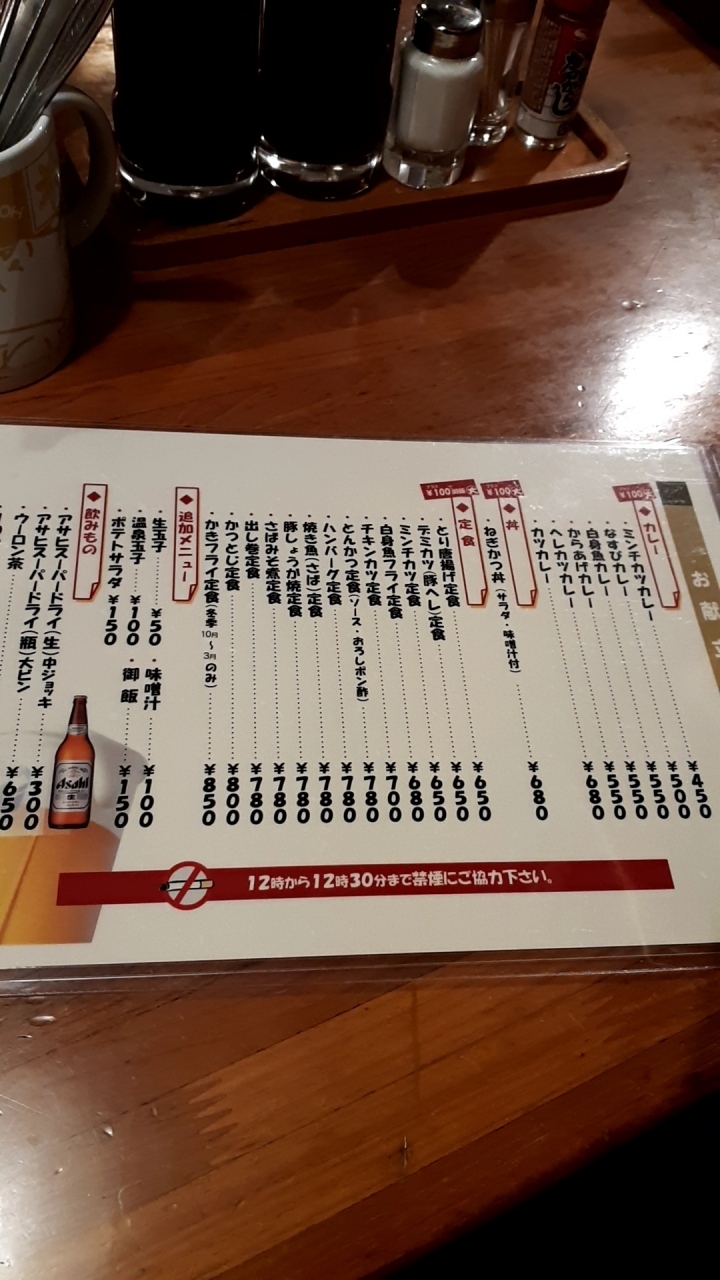 お献立
◆カレー
プラス¥100大
・ミンチカツカレー ¥450
・なすびカレー ¥500
・白身魚カレー ¥550
・からあげカレー ¥550
・ヘレカツカレー ¥550
・カツカレー ¥680
◆丼
プラス¥100大
・ねぎかつ丼(サラダ・味噌汁付) ¥680
◆定食
・とり唐揚げ定食 ¥650
・デミカツ(豚ヘレ)定食 ¥650
・ミンチカツ定食 ¥650
・白身魚フライ定食 ¥680
・チキンカツ定食 ¥700
・とんかつ定食(ソース・おろしポン酢) ¥780
・ハンバーグ定食 ¥780
・焼き魚(さば)定食 ¥780
・豚しょうが焼定食 ¥780
・さばみそ煮定食 ¥780
・出し巻定食 ¥780
・かつとじ定食 ¥800
・かきフライ定食(冬季10月〜3月のみ) ¥850
◆追加メニュー
・生玉子 ¥50 ・味噌汁 ¥100
・温泉玉子 ¥100 ・御飯 ¥150
・ポテトサラダ ¥150
◆飲みもの
・アサヒスーパードライ(生)中ジョッキ ¥300
・アサヒスーパードライ(瓶)大ビン ¥650
・ウーロン茶
Asahi
生
12時から12時30分まで禁煙にご協力下さい。